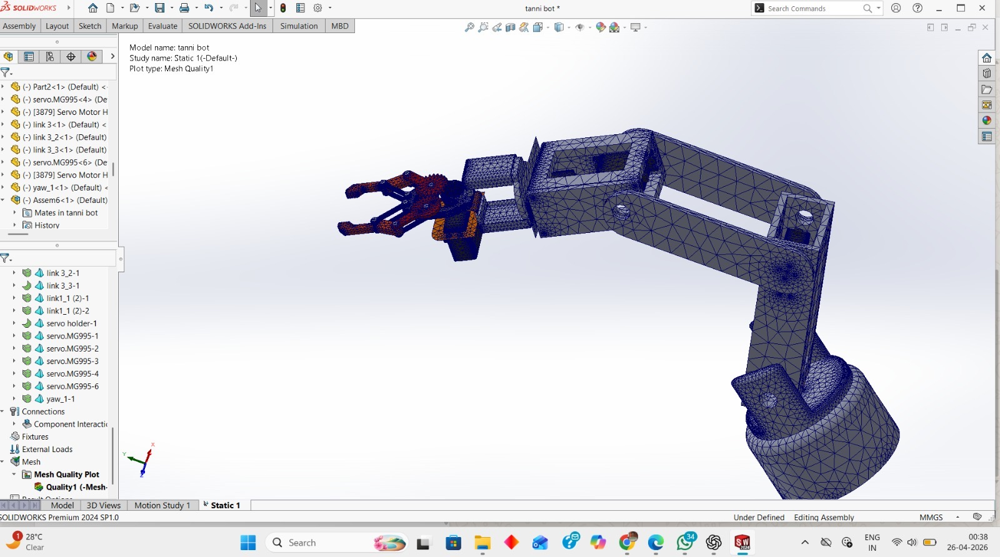 SOLIDWORKS
tanni bot *
Search Commands
Assembly
Layout
Sketch
Markup
Evaluate
SOLIDWORKS Add-Ins
Simulation
MBD
Model name: tanni bot
Study name: Static 1(-Default-)
Plot type: Mesh Quality1
(-) Part2<1> (Default) <
(-) servo.MG995<4> (De
(-) [3879] Servo Motor H
(-) link 3<1> (Default) <
(-) link 3_2<1> (Default)
(-) link 3_3<1> (Default)
(-) servo.MG995<6> (De
(-) [3879] Servo Motor H
(-) yaw_1<1> (Default) <
(-) Assem6<1> (Default)
Mates in tanni bot
History
link 3_2-1
link 3_3-1
link1_1 (2)-1
link1_1 (2)-2
servo holder-1
servo.MG995-1
servo.MG995-2
servo.MG995-3
servo.MG995-4
servo.MG995-6
yaw_1-1
Connections
Component Interactic
Fixtures
External Loads
Mesh
Mesh Quality Plot
Quality1 (-Mesh-
X
Y
Z
Model
3D Views
Motion Study 1
Static 1
SOLIDWORKS Premium 2024 SP1.0
Under Defined
Editing Assembly
MMGS
1
28°C
Clear
Search
34
SW
2024
ENG
IN
00:38
26-04-2026